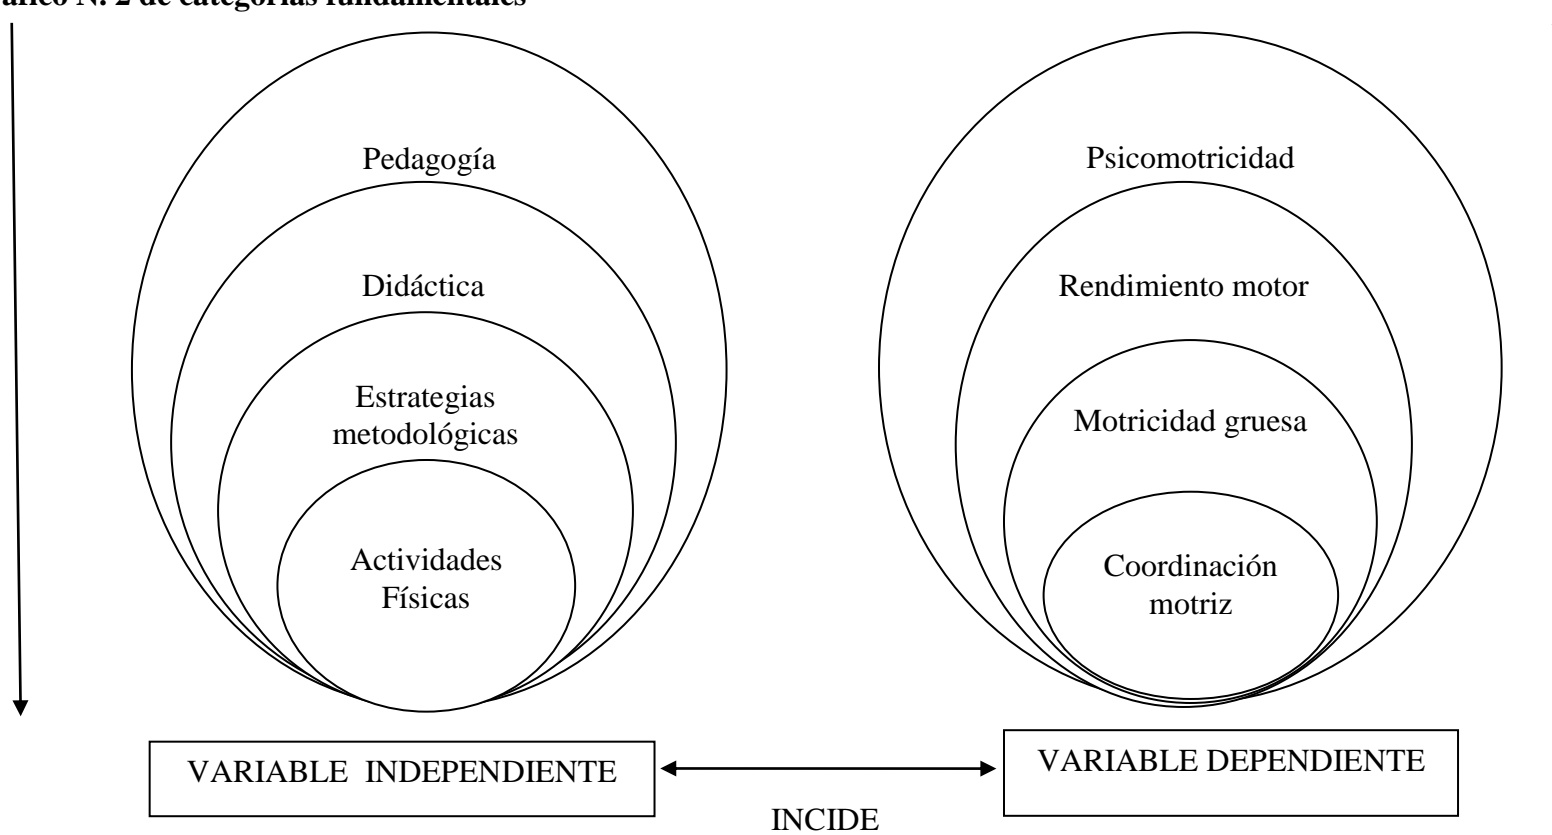 N. 2 de categorías fundamentales
Pedagogía
Didáctica
Estrategias
metodológicas
Actividades
Físicas
Psicomotricidad
Rendimiento motor
Motricidad gruesa
Coordinación
motriz
VARIABLE INDEPENDIENTE
VARIABLE DEPENDIENTE
INCIDE